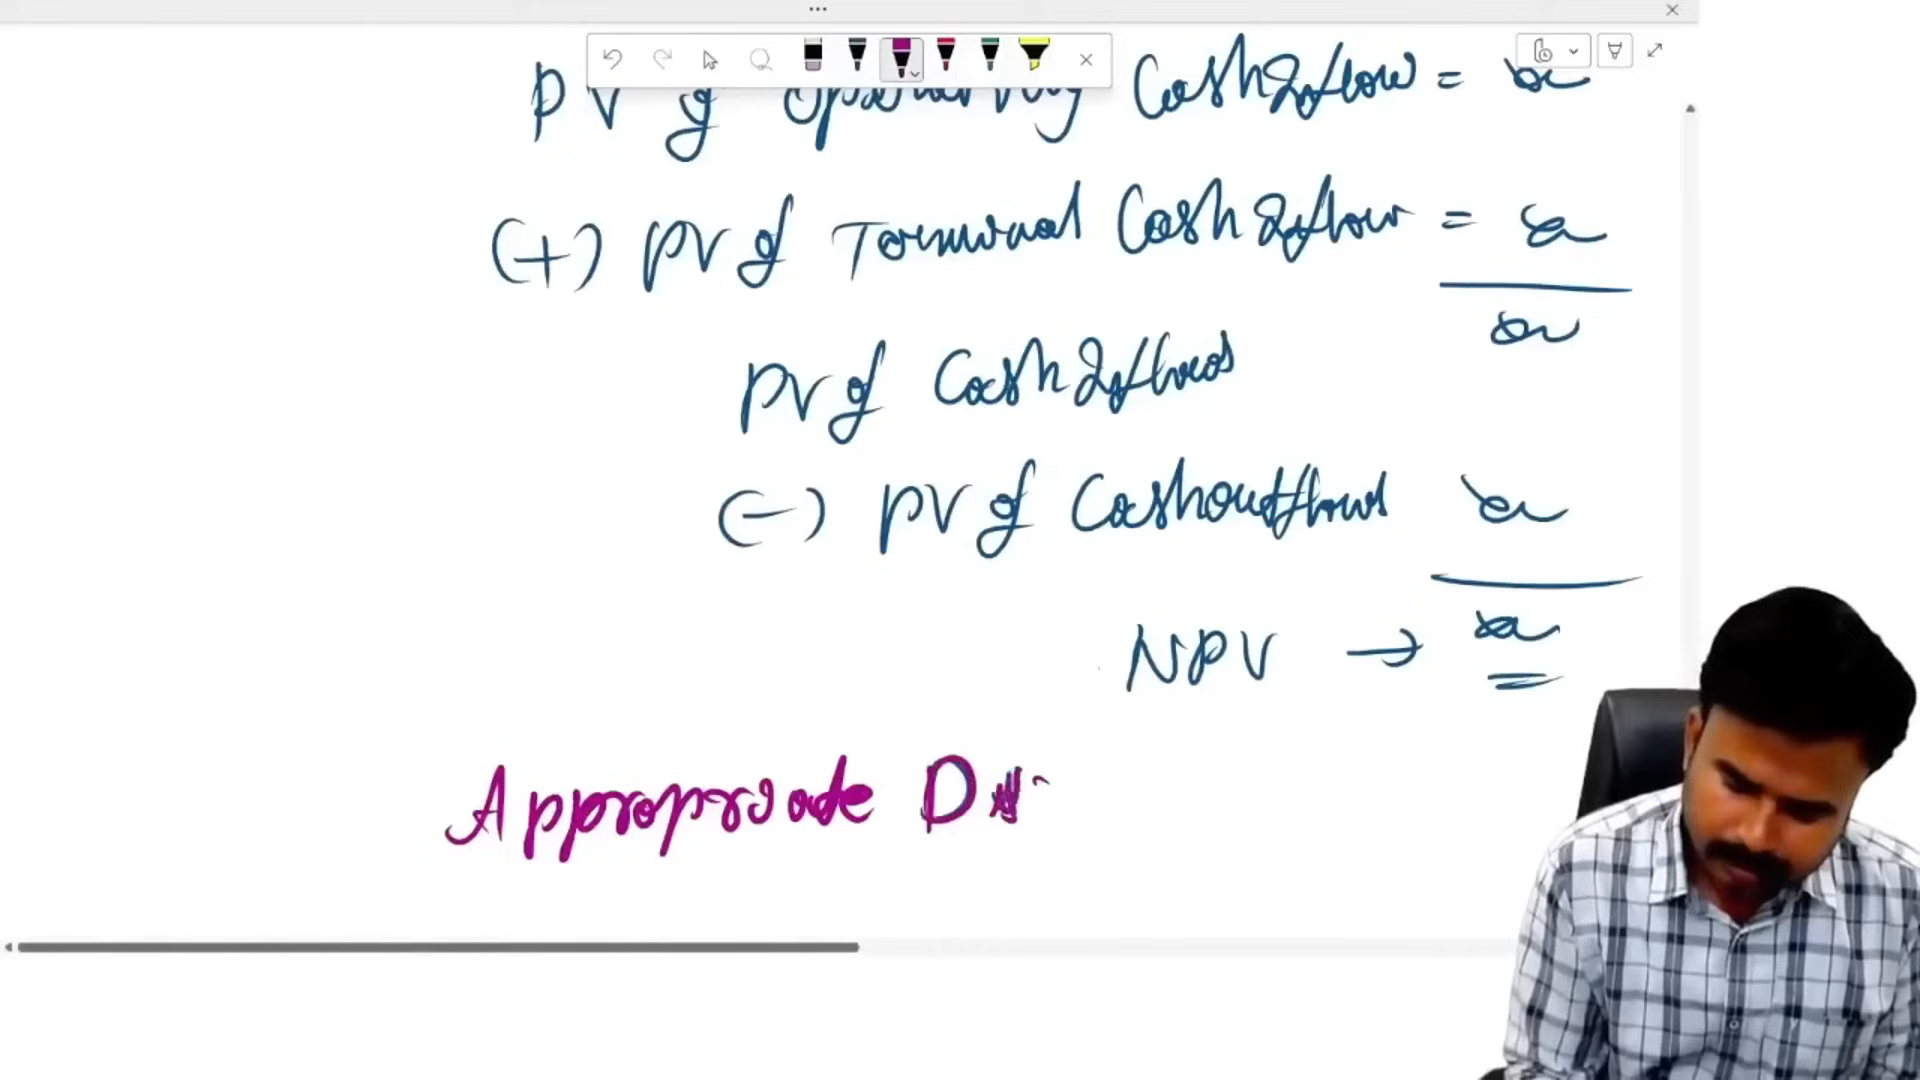 PV of Operating Cash Inflow = xx
(+) PV of Terminal Cash Inflow = xx
xx
PV of Cash Inflows
(-) PV of Cash outflows xx
NPV → xx
Appropriate